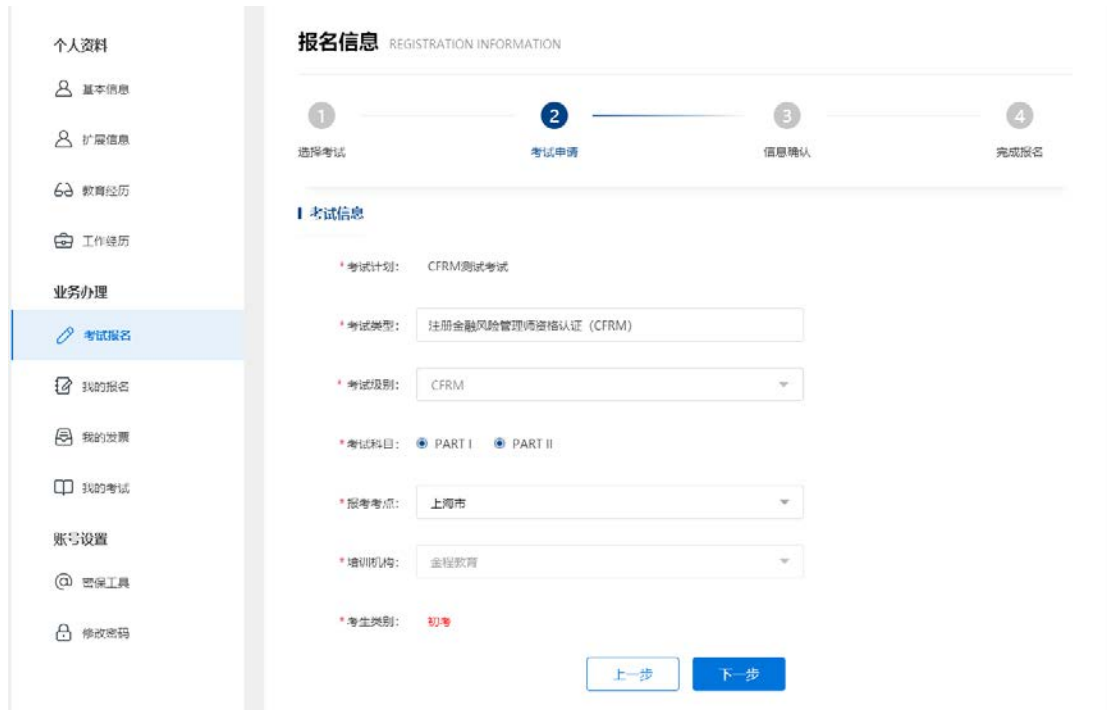 个人资料
基本信息
扩展信息
教育经历
工作经历
业务办理
考试报名
我的报名
我的发票
我的考试
账号设置
密保工具
修改密码
报名信息 REGISTRATION INFORMATION
1 2 3 4
选择考试 考试申请 信息确认 完成报名
考试信息
*考试计划： CFRM测试考试
*考试类型： 注册金融风险管理师资格认证（CFRM）
*考试级别： CFRM
*考试科目： PART I PART II
*报考考点： 上海市
*培训机构： 金程教育
*考生类别： 初考
上一步 下一步